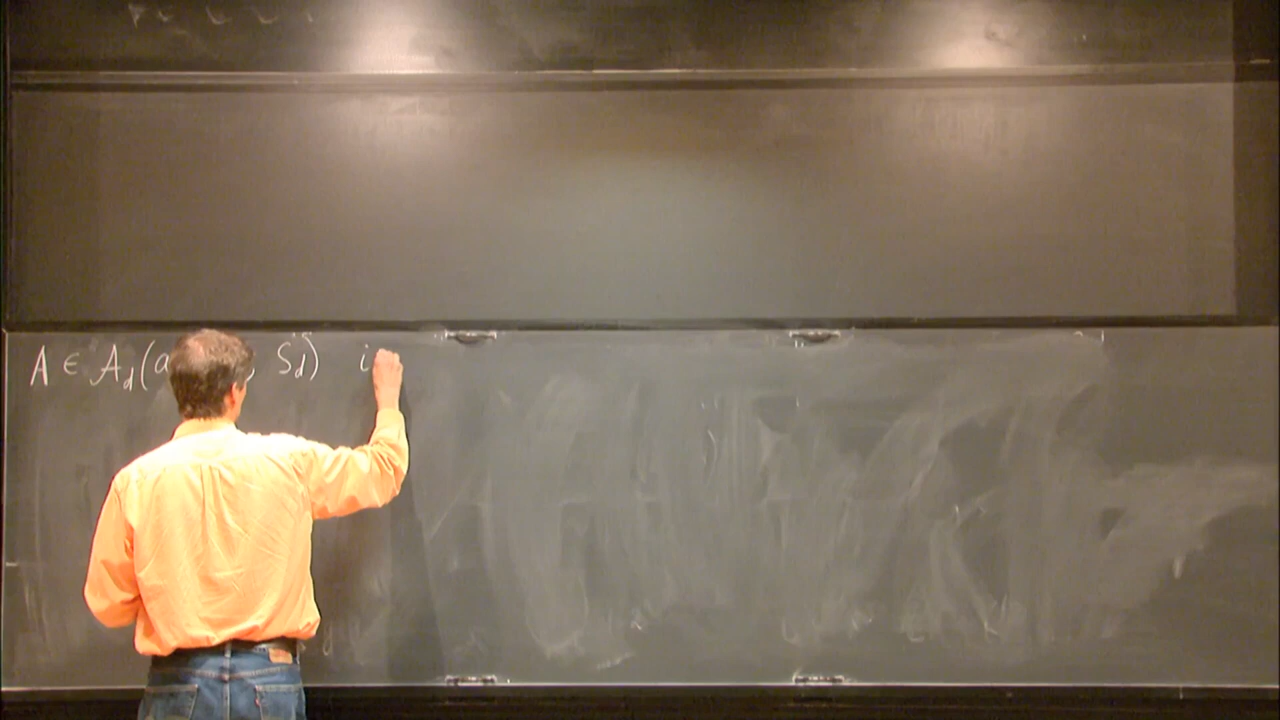 A ∈ 𝒜_d(a , S_d) i